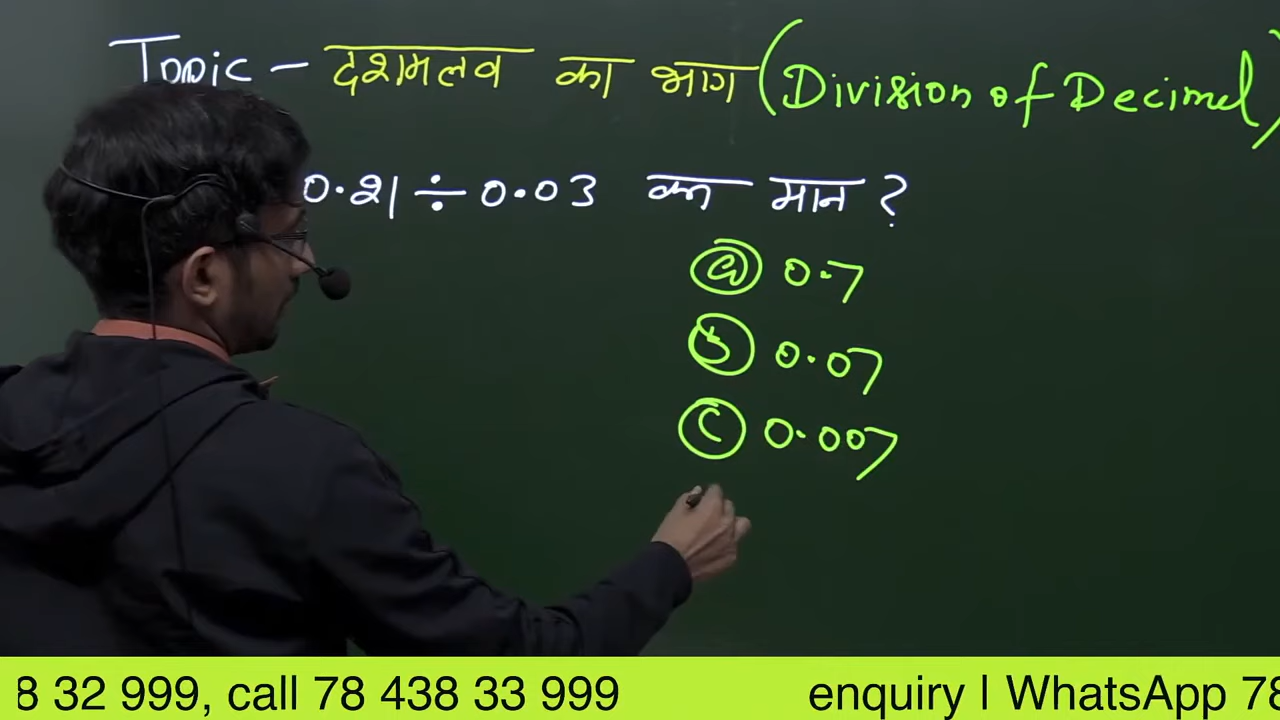 Topic - दशमलव का भाग (Division of Decimal)
0.21 ÷ 0.03 का मान ?
(a) 0.7
(b) 0.07
(c) 0.007
8 32 999, call 78 438 33 999 enquiry I WhatsApp 78